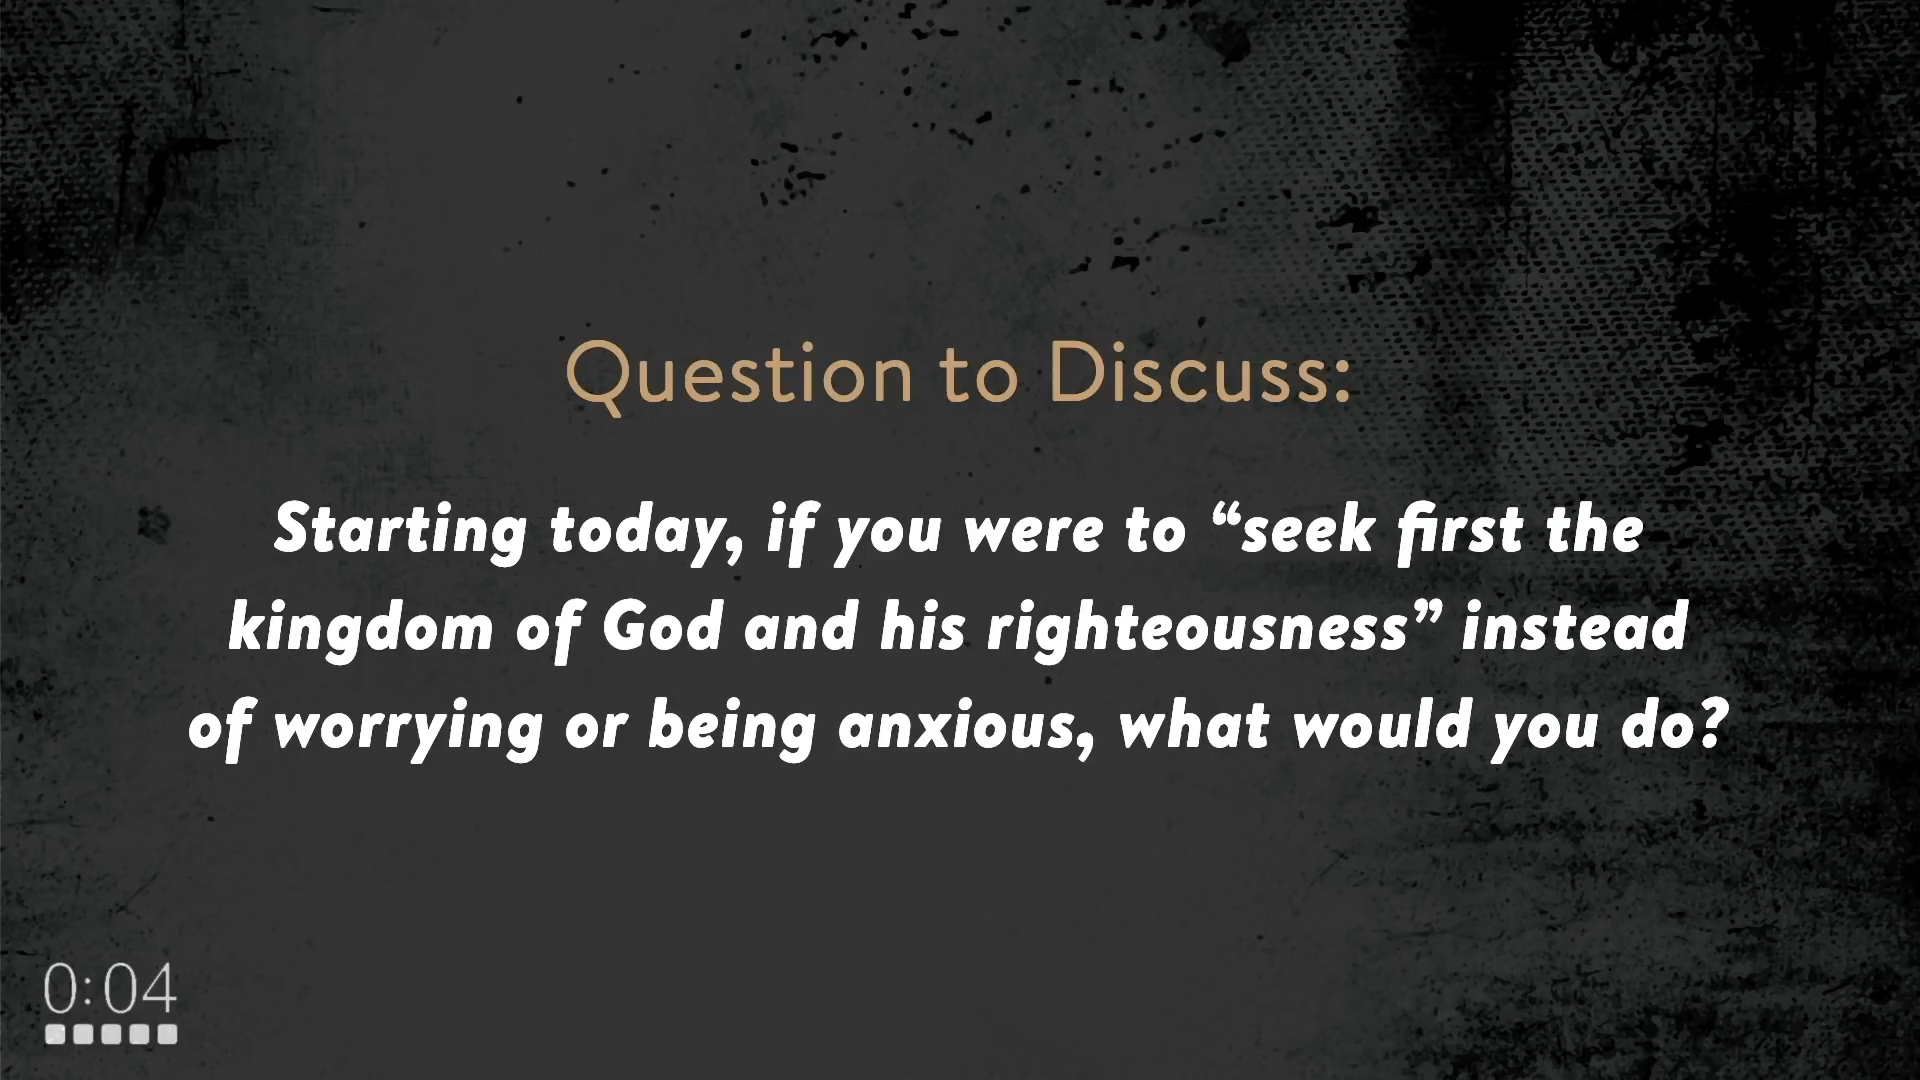 Question to Discuss:
Starting today, if you were to “seek first the
kingdom of God and his righteousness” instead
of worrying or being anxious, what would you do?
0:04